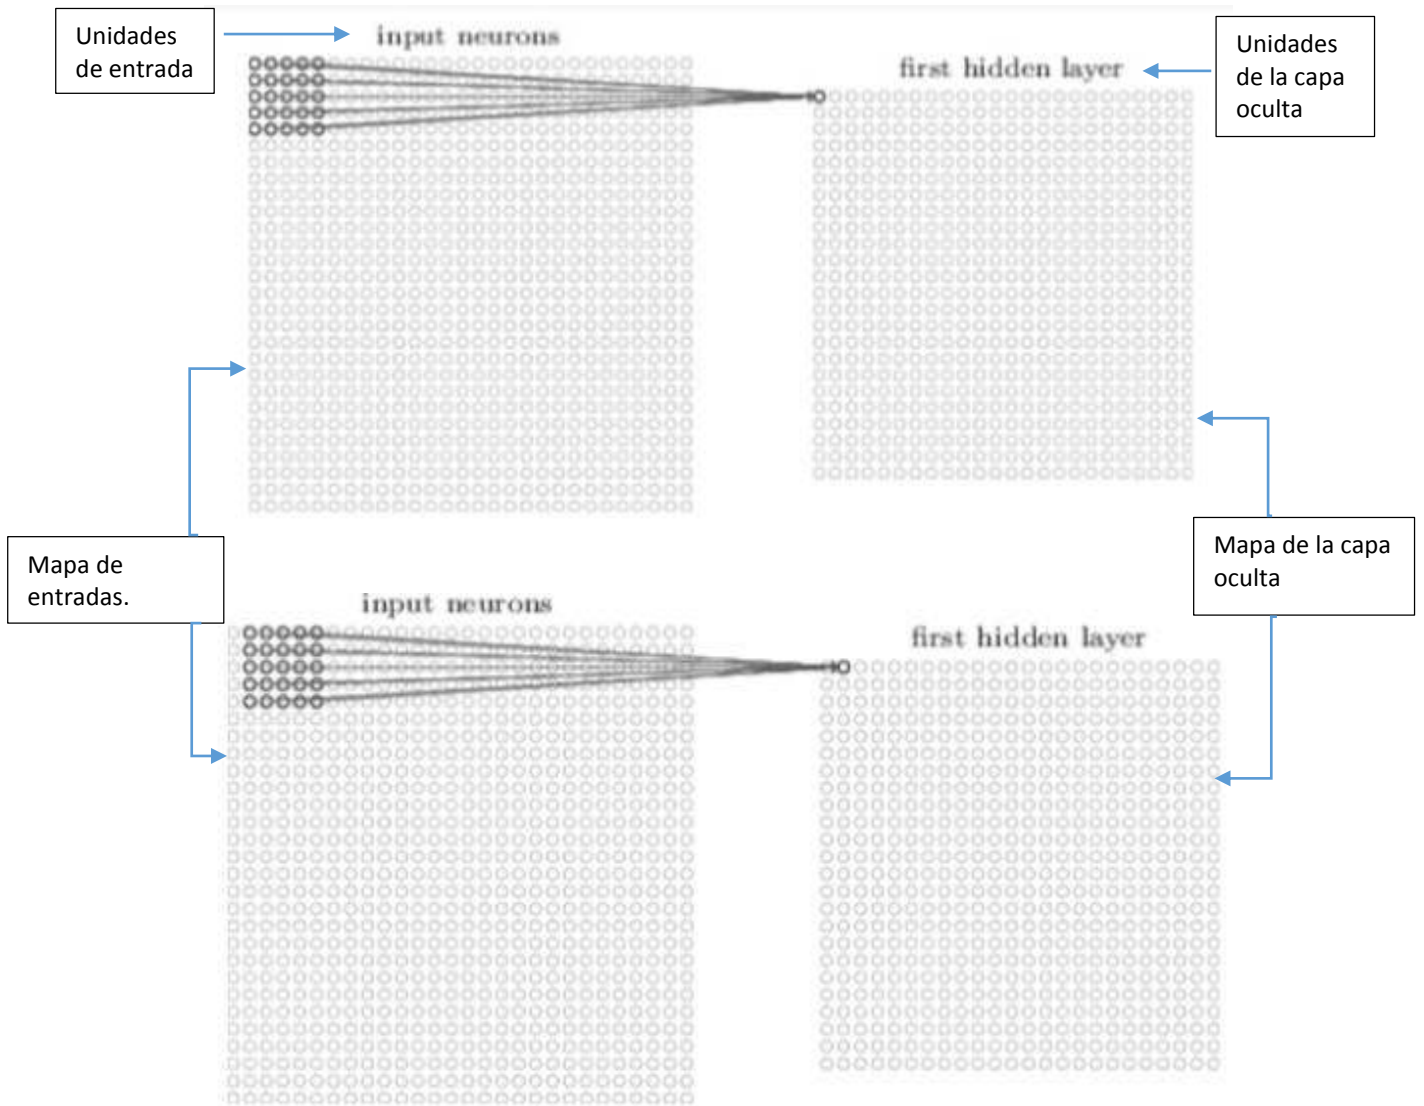 Unidades
de entrada
input neurons
first hidden layer
Unidades
de la capa
oculta
Mapa de
entradas.
Mapa de la capa
oculta
input neurons
first hidden layer